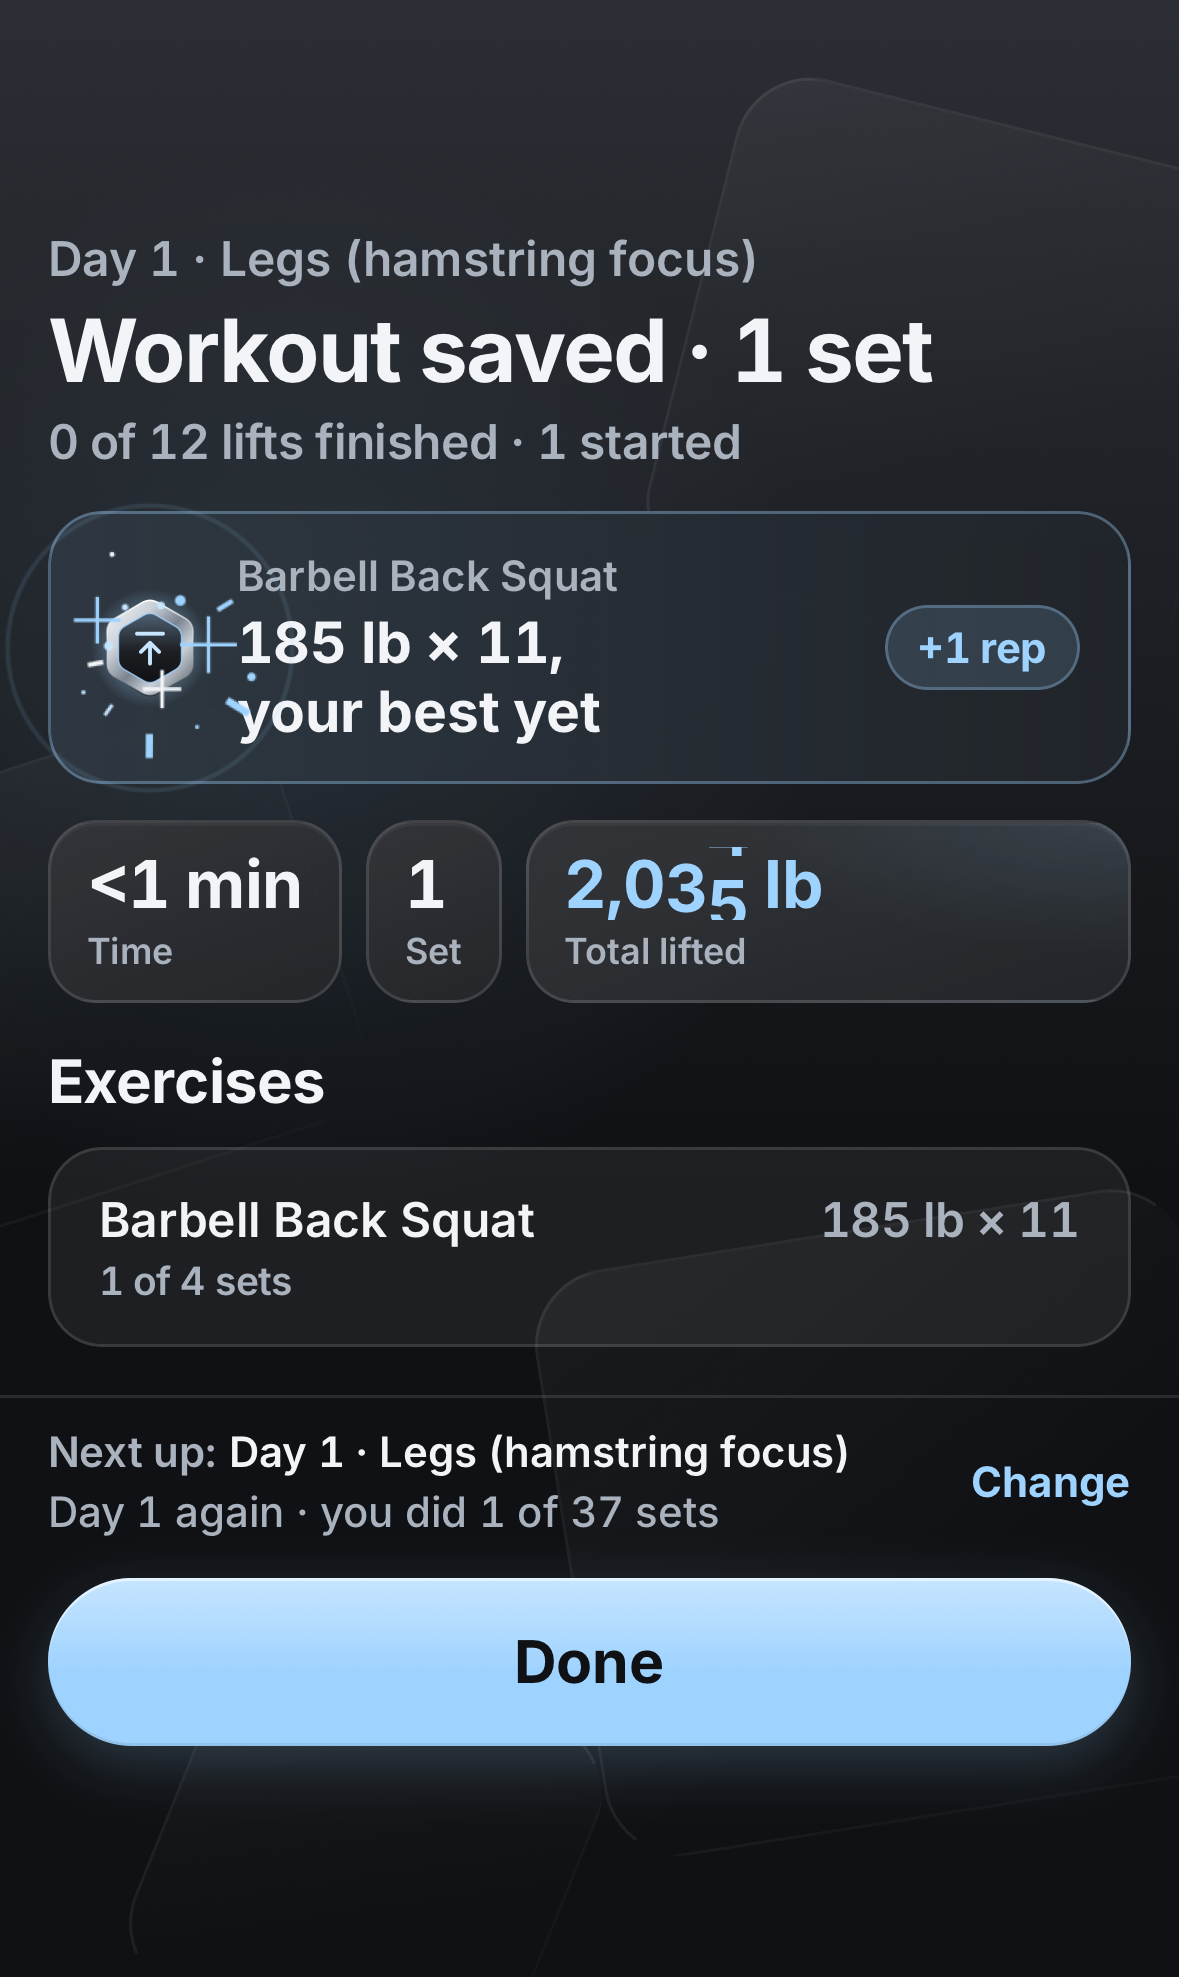 Day 1 · Legs (hamstring focus)
Workout saved · 1 set
0 of 12 lifts finished · 1 started
Barbell Back Squat
185 lb × 11,
your best yet
+1 rep
<1 min
Time
1
Set
2,035 lb
Total lifted
Exercises
Barbell Back Squat
185 lb × 11
1 of 4 sets
Next up: Day 1 · Legs (hamstring focus)
Day 1 again · you did 1 of 37 sets
Change
Done